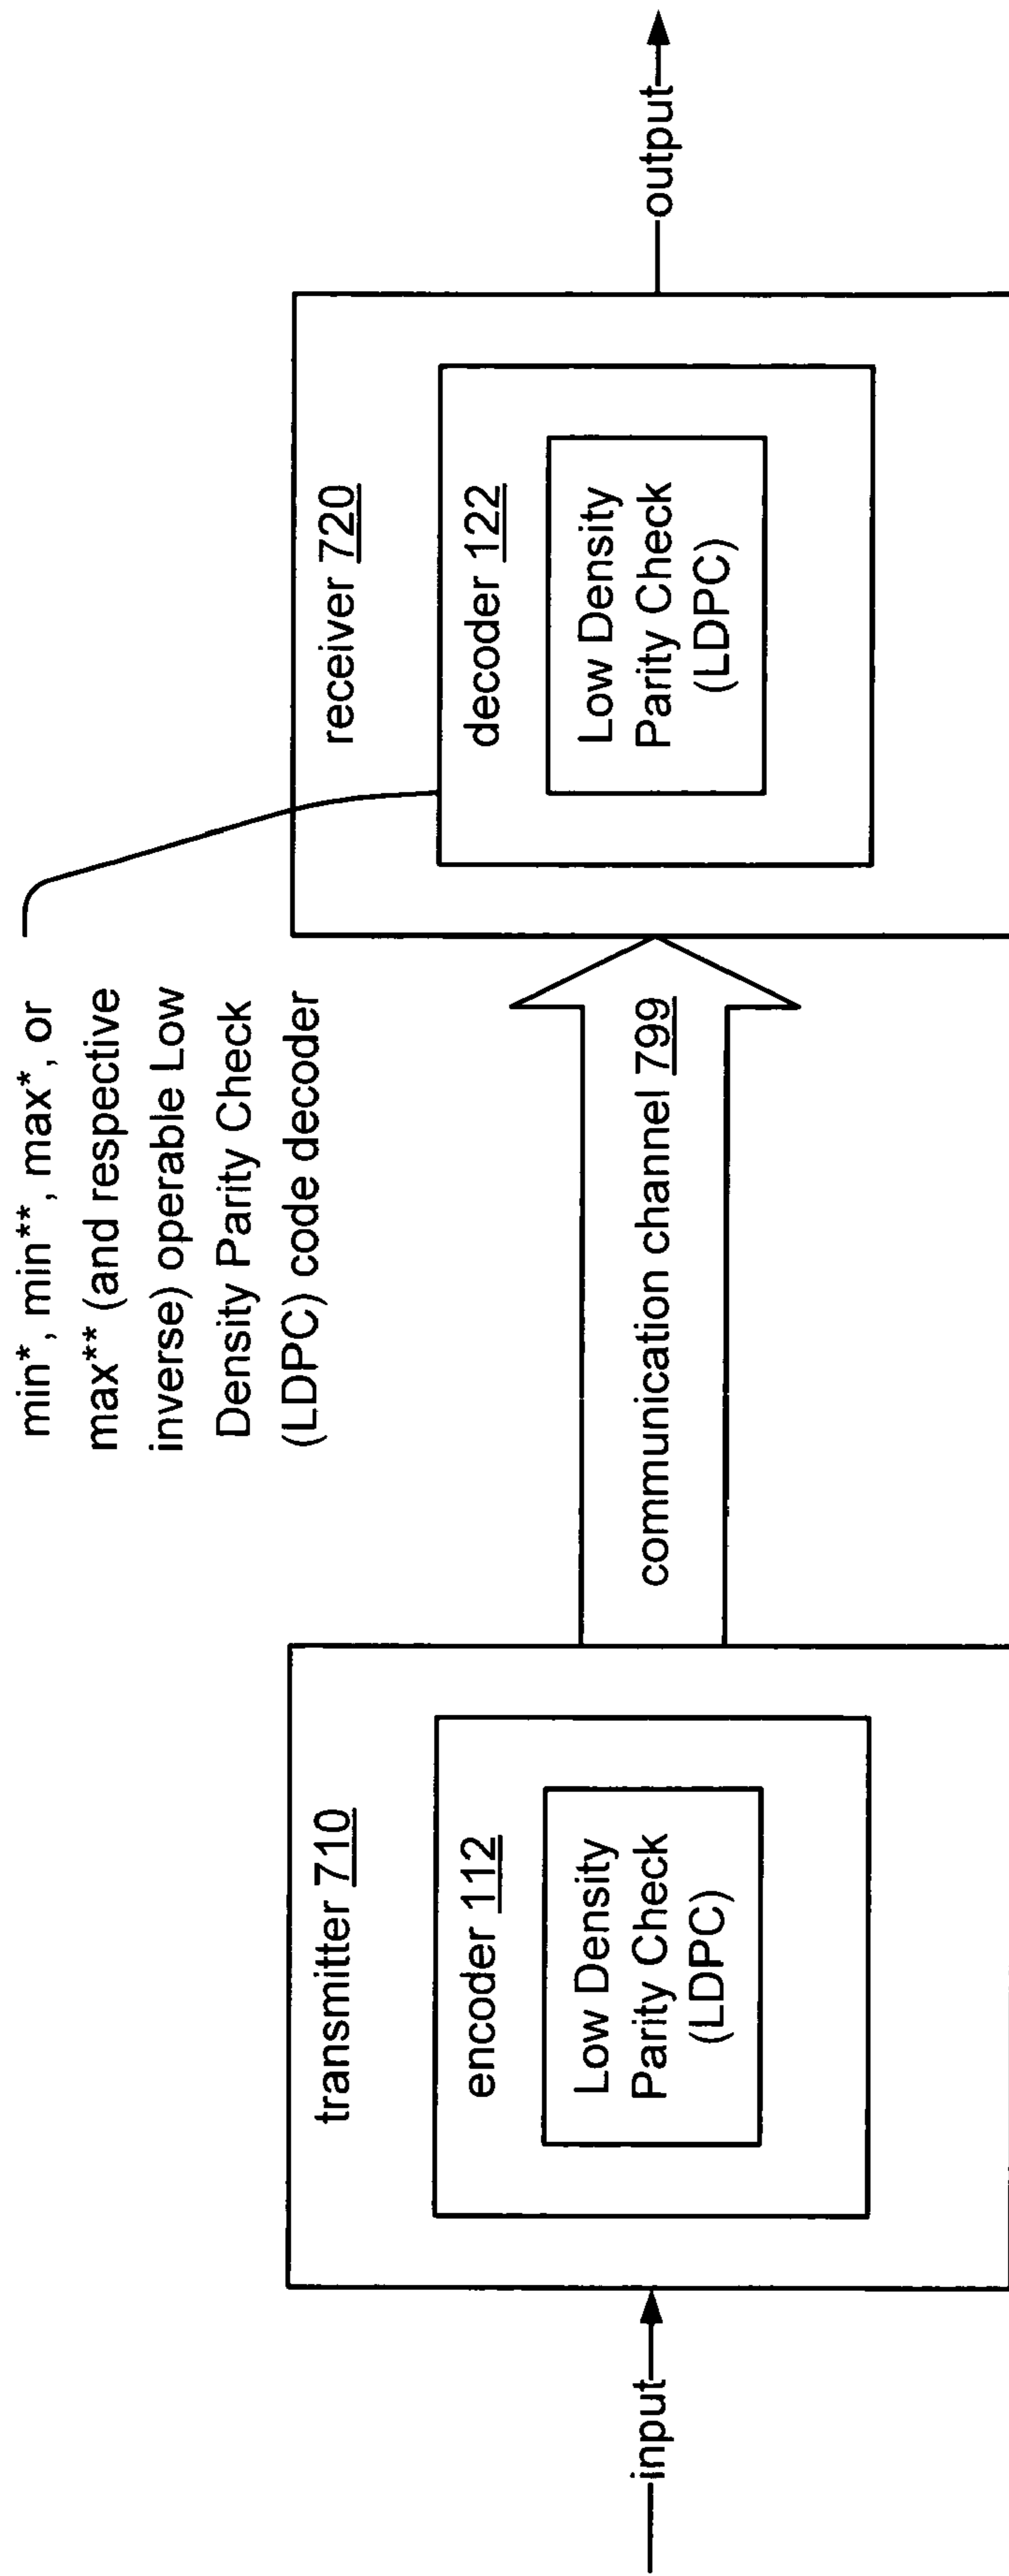 min*, min**, max*, or
max** (and respective
inverse) operable Low
Density Parity Check
(LDPC) code decoder
input
transmitter 710
encoder 112
Low Density
Parity Check
(LDPC)
communication channel 799
receiver 720
decoder 122
Low Density
Parity Check
(LDPC)
output